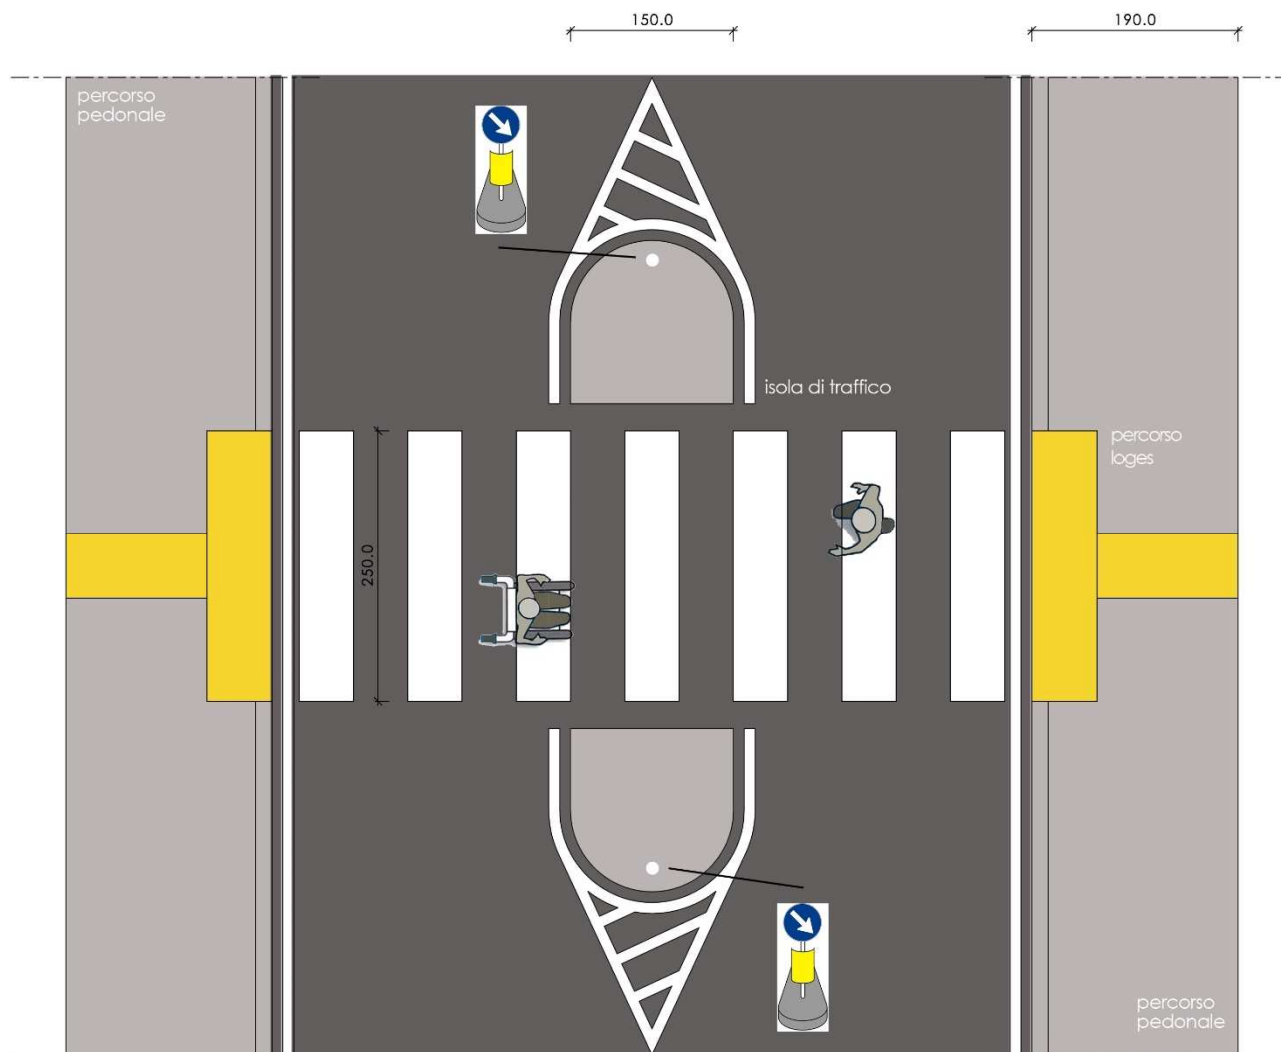 150.0
190.0
percorso
pedonale
isola di traffico
percorso
loges
250.0
percorso
pedonale